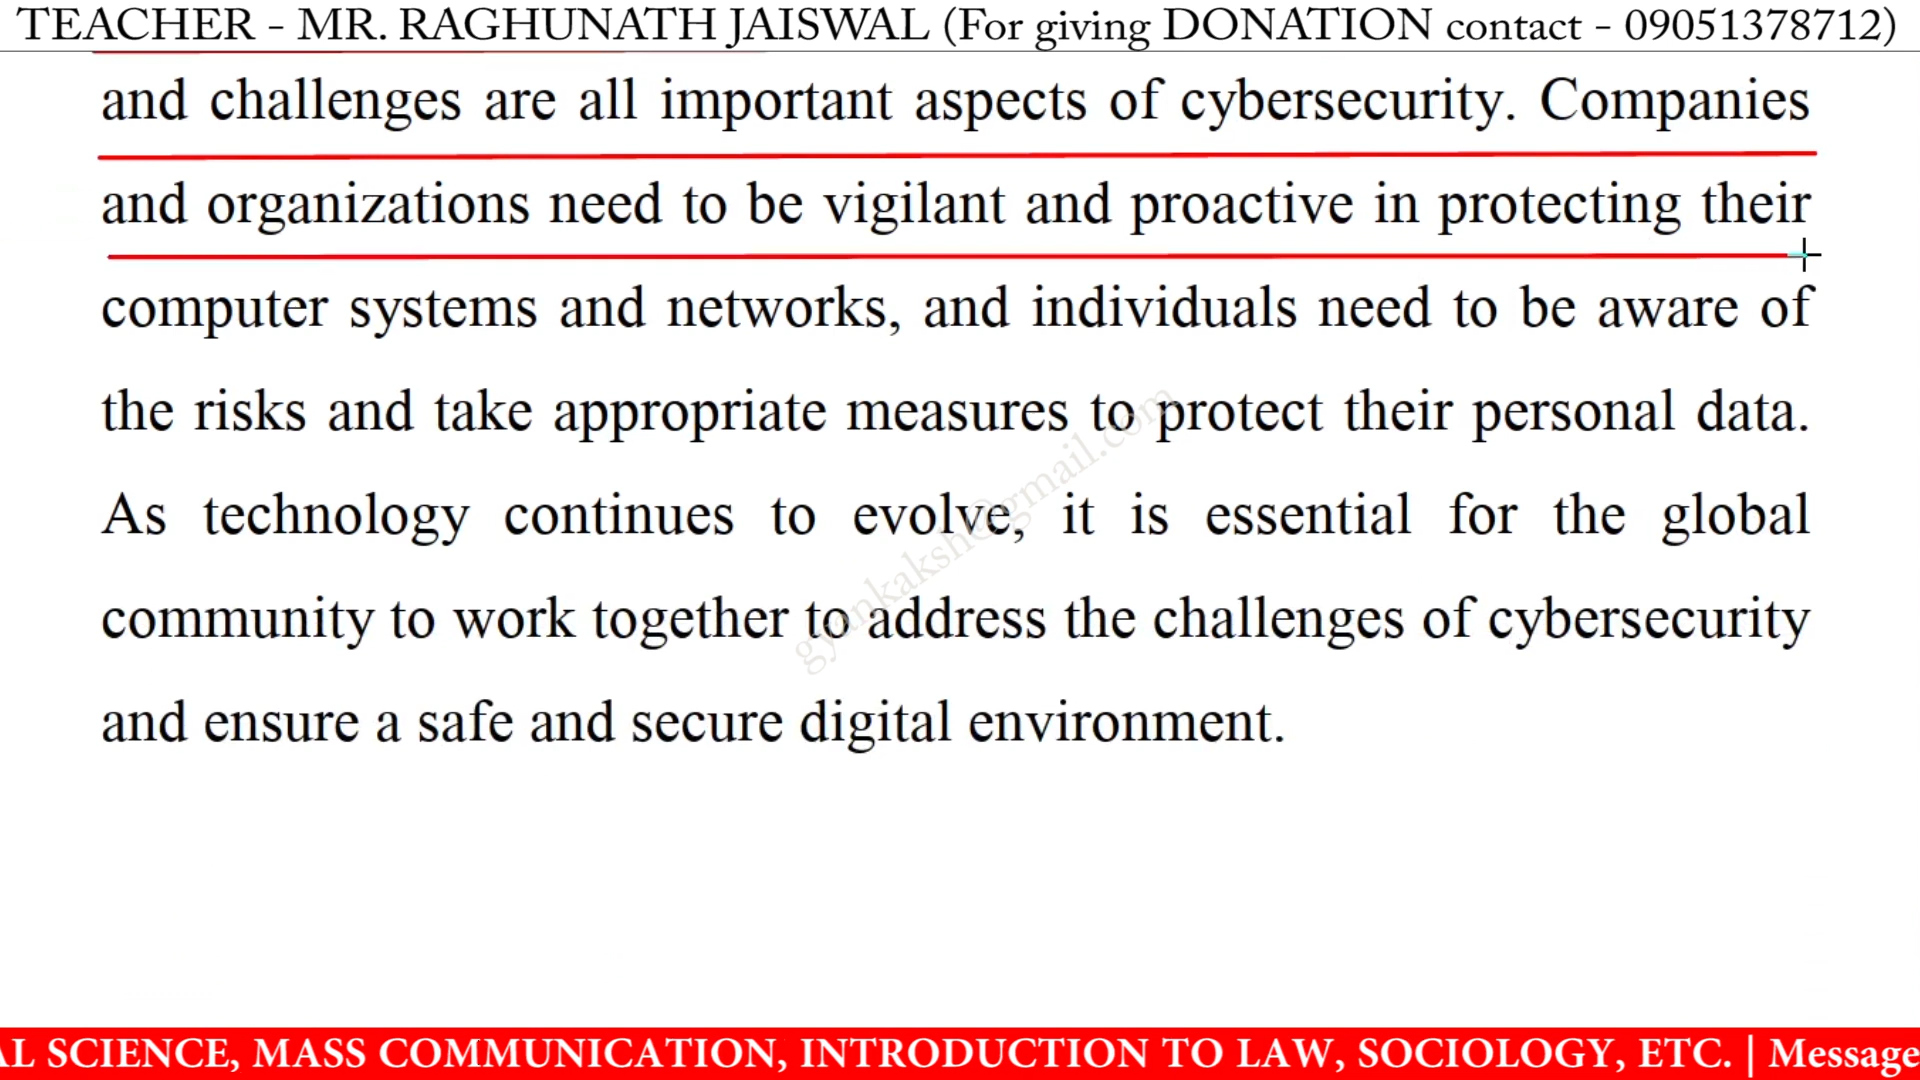 TEACHER - MR. RAGHUNATH JAISWAL (For giving DONATION contact - 09051378712)
and challenges are all important aspects of cybersecurity. Companies
and organizations need to be vigilant and proactive in protecting their
computer systems and networks, and individuals need to be aware of
the risks and take appropriate measures to protect their personal data.
As technology continues to evolve, it is essential for the global
community to work together to address the challenges of cybersecurity
and ensure a safe and secure digital environment.
gyankaksh@gmail.com
AL SCIENCE, MASS COMMUNICATION, INTRODUCTION TO LAW, SOCIOLOGY, ETC. | Message